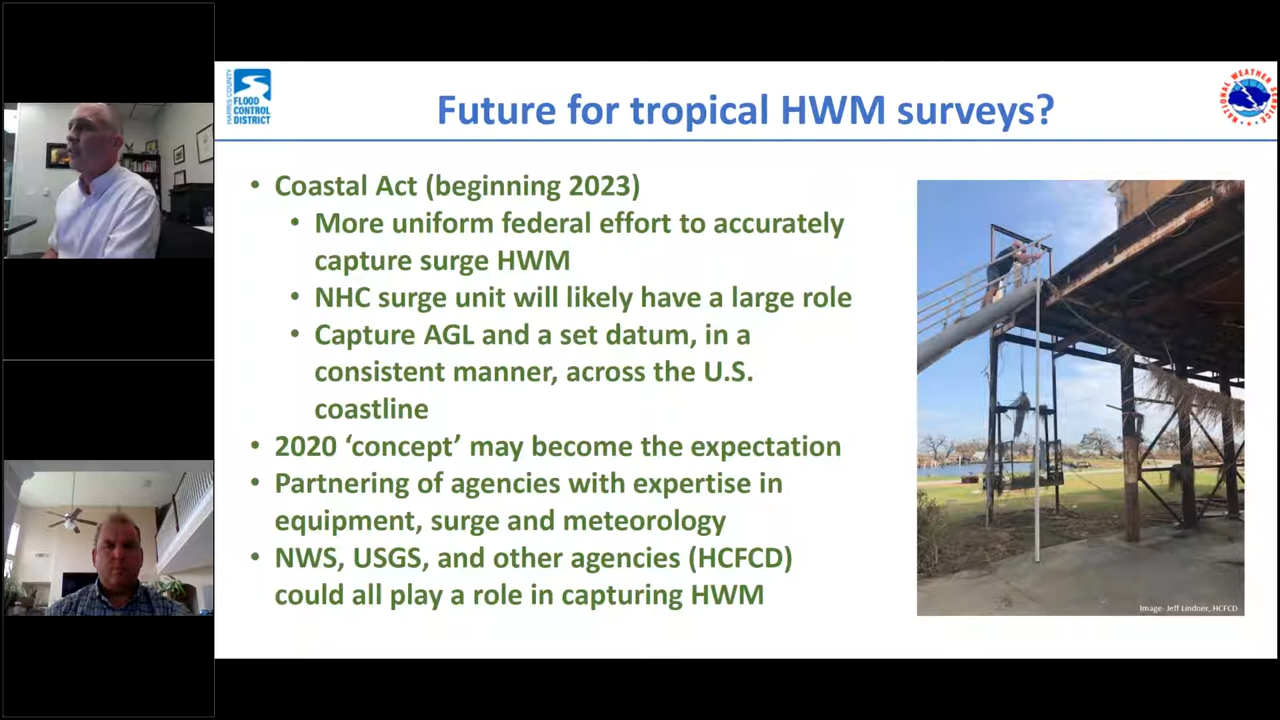 HARRIS COUNTY
FLOOD
CONTROL
DISTRICT
Future for tropical HWM surveys?
NATIONAL WEATHER SERVICE
• Coastal Act (beginning 2023)
• More uniform federal effort to accurately
capture surge HWM
• NHC surge unit will likely have a large role
• Capture AGL and a set datum, in a
consistent manner, across the U.S.
coastline
• 2020 ‘concept’ may become the expectation
• Partnering of agencies with expertise in
equipment, surge and meteorology
• NWS, USGS, and other agencies (HCFCD)
could all play a role in capturing HWM
Image- Jeff Lindner, HCFCD